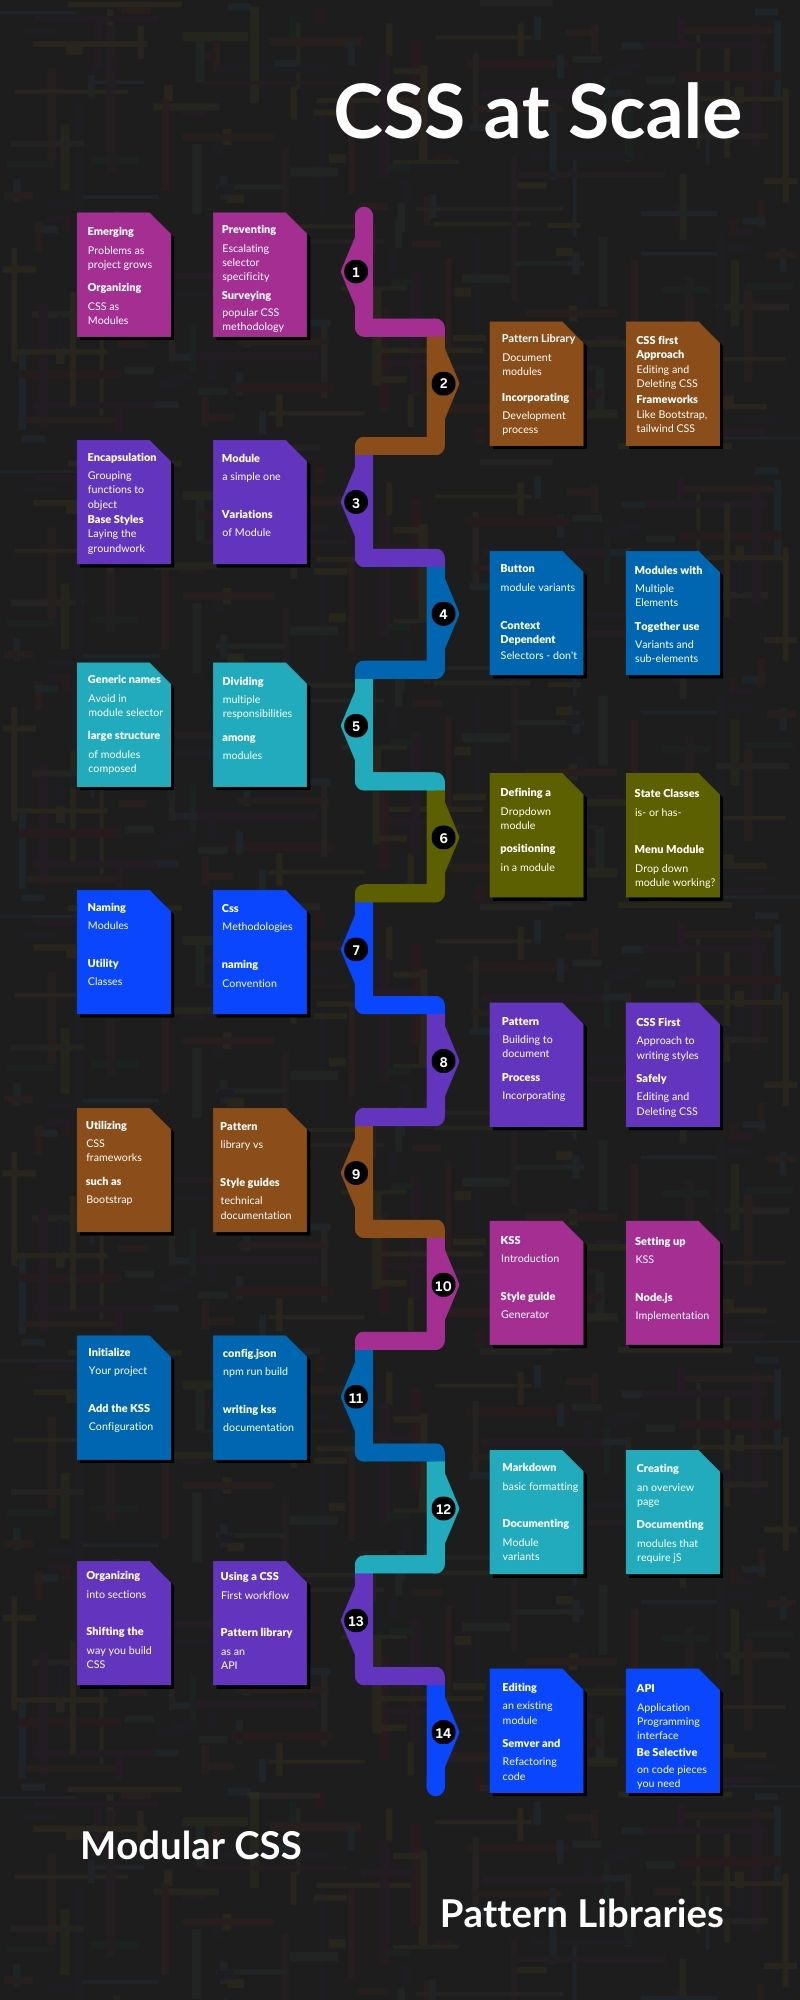 CSS at Scale
1
Emerging
Problems as
project grows
Organizing
CSS as
Modules
Preventing
Escalating
selector
specificity
Surveying
popular CSS
methodology
2
Pattern Library
Document
modules
Incorporating
Development
process
CSS first
Approach
Editing and
Deleting CSS
Frameworks
Like Bootstrap,
tailwind CSS
3
Encapsulation
Grouping
functions to
object
Base Styles
Laying the
groundwork
Module
a simple one
Variations
of Module
4
Button
module variants
Context
Dependent
Selectors - don't
Modules with
Multiple
Elements
Together use
Variants and
sub-elements
5
Generic names
Avoid in
module selector
large structure
of modules
composed
Dividing
multiple
responsibilities
among
modules
6
Defining a
Dropdown
module
positioning
in a module
State Classes
is- or has-
Menu Module
Drop down
module working?
7
Naming
Modules
Utility
Classes
Css
Methodologies
naming
Convention
8
Pattern
Building to
document
Process
Incorporating
CSS First
Approach to
writing styles
Safely
Editing and
Deleting CSS
9
Utilizing
CSS
frameworks
such as
Bootstrap
Pattern
library vs
Style guides
technical
documentation
10
KSS
Introduction
Style guide
Generator
Setting up
KSS
Node.js
Implementation
11
Initialize
Your project
Add the KSS
Configuration
config.json
npm run build
writing kss
documentation
12
Markdown
basic formatting
Documenting
Module
variants
Creating
an overview
page
Documenting
modules that
require jS
13
Organizing
into sections
Shifting the
way you build
CSS
Using a CSS
First workflow
Pattern library
as an
API
14
Editing
an existing
module
Semver and
Refactoring
code
API
Application
Programming
interface
Be Selective
on code pieces
you need
Modular CSS
Pattern Libraries